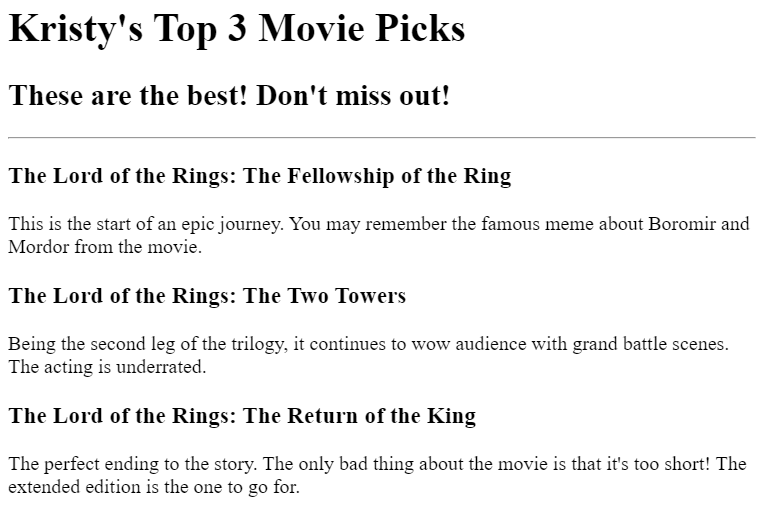 Kristy's Top 3 Movie Picks
These are the best! Don't miss out!
The Lord of the Rings: The Fellowship of the Ring
This is the start of an epic journey. You may remember the famous meme about Boromir and
Mordor from the movie.
The Lord of the Rings: The Two Towers
Being the second leg of the trilogy, it continues to wow audience with grand battle scenes.
The acting is underrated.
The Lord of the Rings: The Return of the King
The perfect ending to the story. The only bad thing about the movie is that it's too short! The
extended edition is the one to go for.